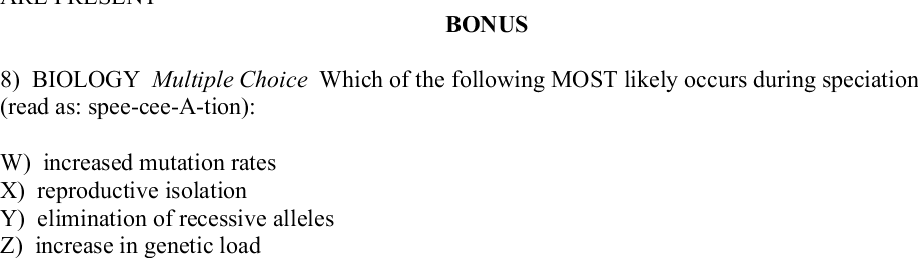 ARE PRESENT
BONUS
8) BIOLOGY Multiple Choice Which of the following MOST likely occurs during speciation
(read as: spee-cee-A-tion):
W) increased mutation rates
X) reproductive isolation
Y) elimination of recessive alleles
Z) increase in genetic load